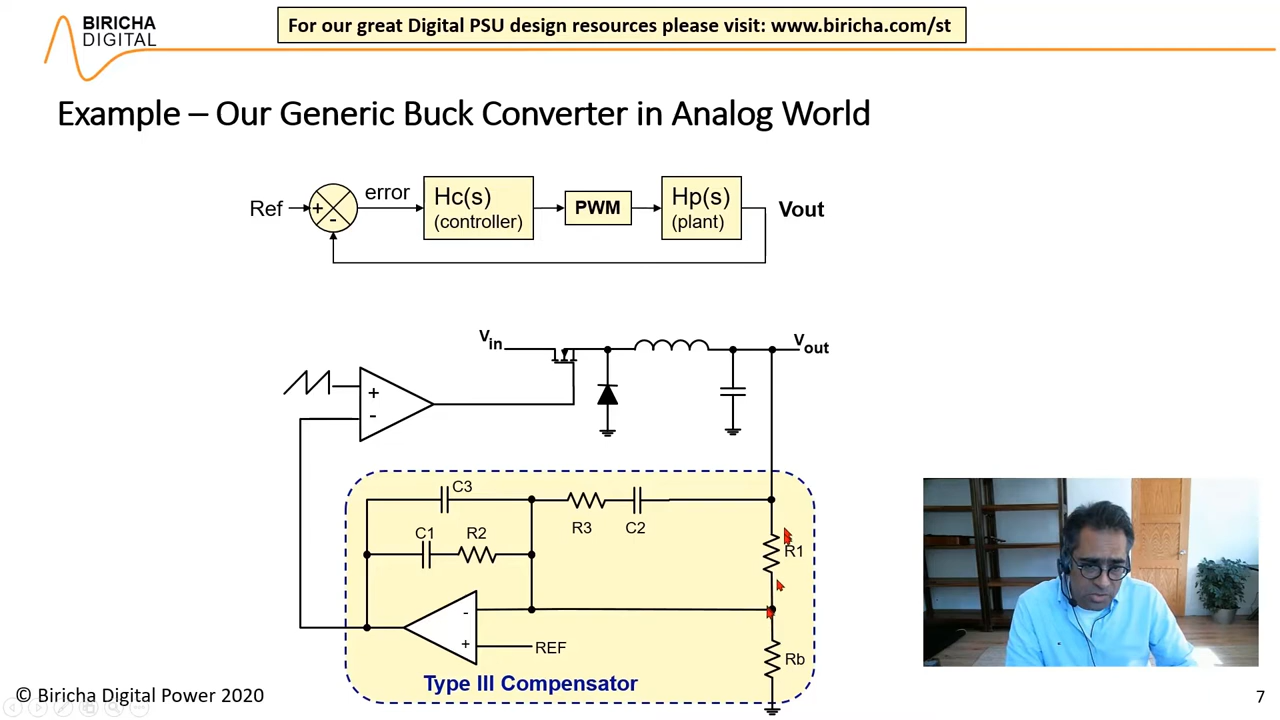 BIRICHA
DIGITAL
For our great Digital PSU design resources please visit: www.biricha.com/st
Example – Our Generic Buck Converter in Analog World
Ref
+
-
error
Hc(s)
(controller)
PWM
Hp(s)
(plant)
Vout
Vin
Vout
+
-
C3
C1
R2
R3
C2
R1
-
+
REF
Rb
Type III Compensator
© Biricha Digital Power 2020
7